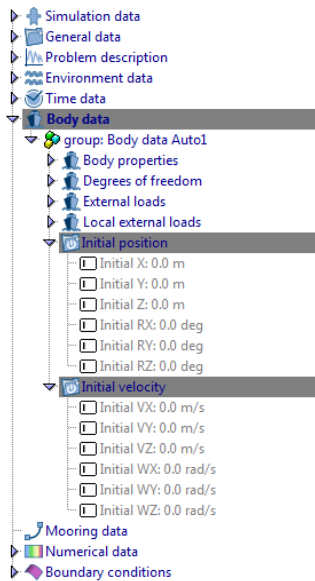 Simulation data
General data
Problem description
Environment data
Time data
Body data
group: Body data Auto1
Body properties
Degrees of freedom
External loads
Local external loads
Initial position
Initial X: 0.0 m
Initial Y: 0.0 m
Initial Z: 0.0 m
Initial RX: 0.0 deg
Initial RY: 0.0 deg
Initial RZ: 0.0 deg
Initial velocity
Initial VX: 0.0 m/s
Initial VY: 0.0 m/s
Initial VZ: 0.0 m/s
Initial WX: 0.0 rad/s
Initial WY: 0.0 rad/s
Initial WZ: 0.0 rad/s
Mooring data
Numerical data
Boundary conditions